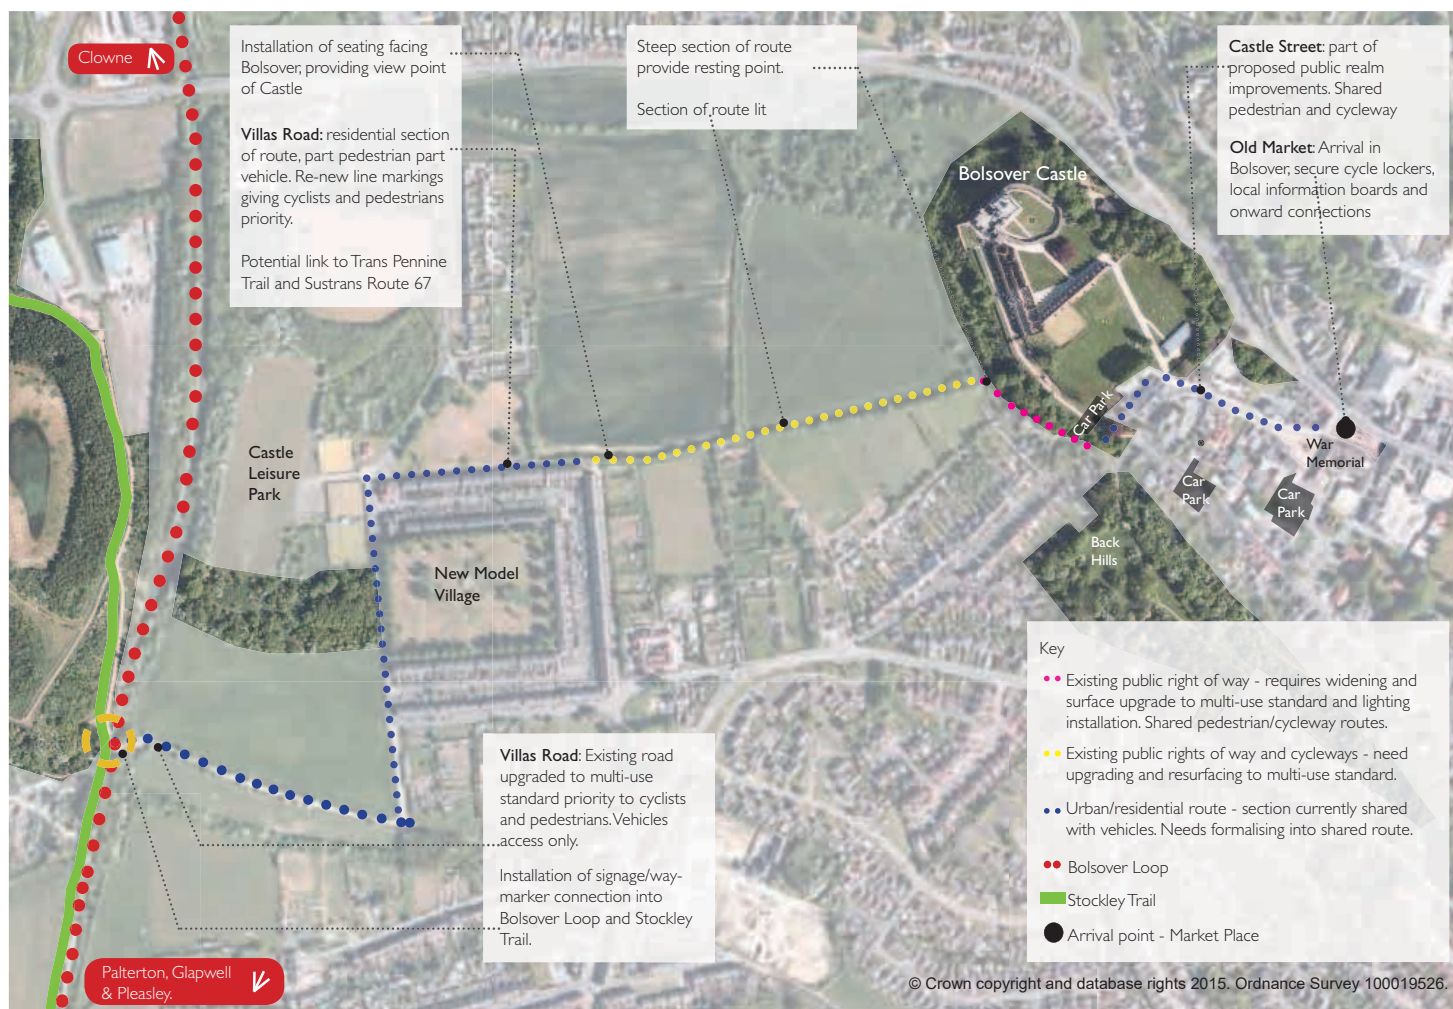 Clowne
Installation of seating facing
Bolsover, providing view point
of Castle
Villas Road: residential section
of route, part pedestrian part
vehicle. Re-new line markings
giving cyclists and pedestrians
priority.
Potential link to Trans Pennine
Trail and Sustrans Route 67
Steep section of route
provide resting point.
Section of route lit
Castle Street: part of
proposed public realm
improvements. Shared
pedestrian and cycleway
Old Market: Arrival in
Bolsover, secure cycle lockers,
local information boards and
onward connections
Bolsover Castle
Car Park
War
Memorial
Car
Park
Car
Park
Back
Hills
Castle
Leisure
Park
New Model
Village
Villas Road: Existing road
upgraded to multi-use
standard priority to cyclists
and pedestrians. Vehicles
access only.
Installation of signage/way-
marker connection into
Bolsover Loop and Stockley
Trail.
Key
Existing public right of way - requires widening and
surface upgrade to multi-use standard and lighting
installation. Shared pedestrian/cycleway routes.
Existing public rights of way and cycleways - need
upgrading and resurfacing to multi-use standard.
Urban/residential route - section currently shared
with vehicles. Needs formalising into shared route.
Bolsover Loop
Stockley Trail
Arrival point - Market Place
Palterton, Glapwell
& Pleasley.
© Crown copyright and database rights 2015. Ordnance Survey 100019526.